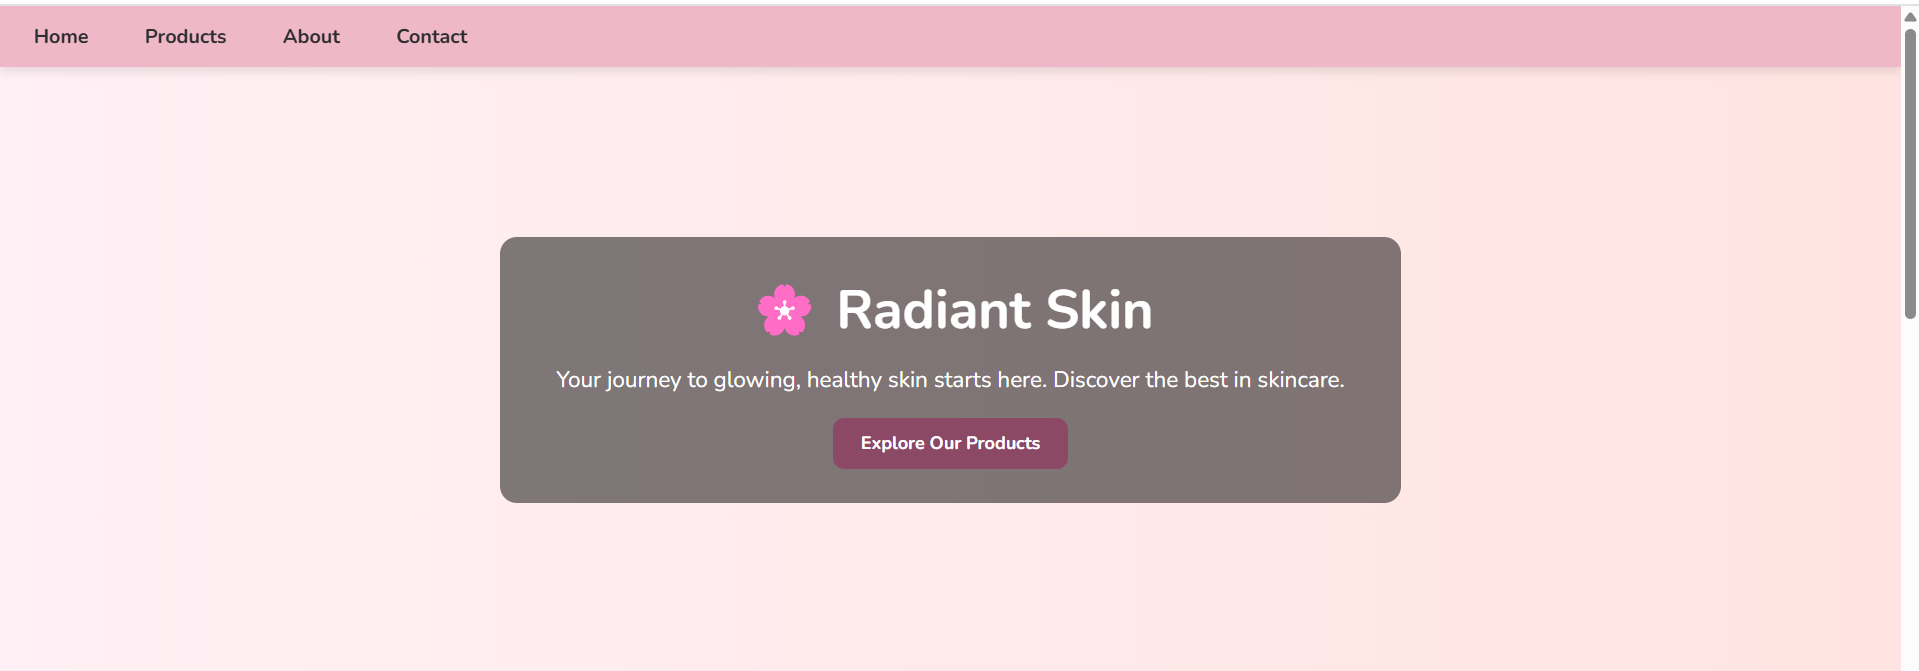 Home Products About Contact
🌸 Radiant Skin
Your journey to glowing, healthy skin starts here. Discover the best in skincare.
Explore Our Products